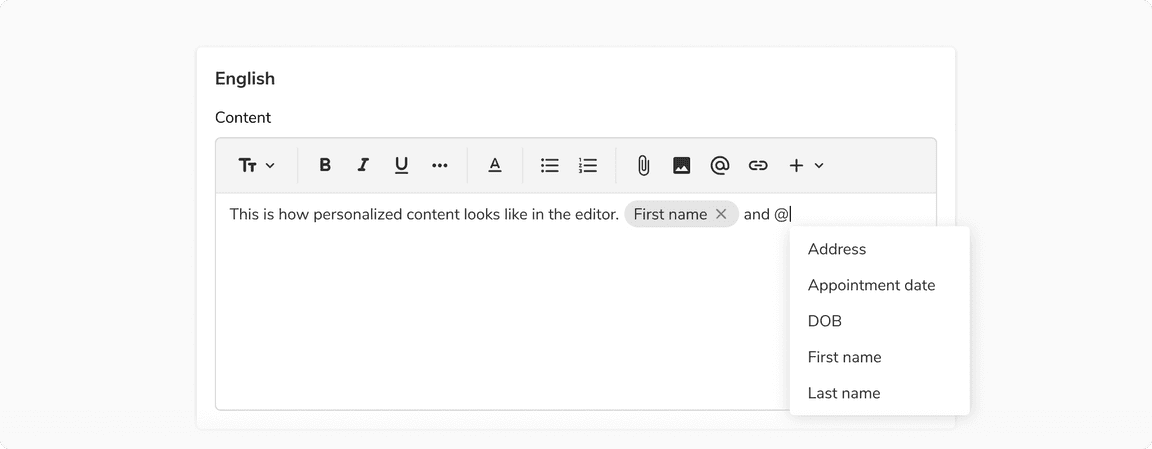 English
Content
This is how personalized content looks like in the editor. First name and @
Address
Appointment date
DOB
First name
Last name